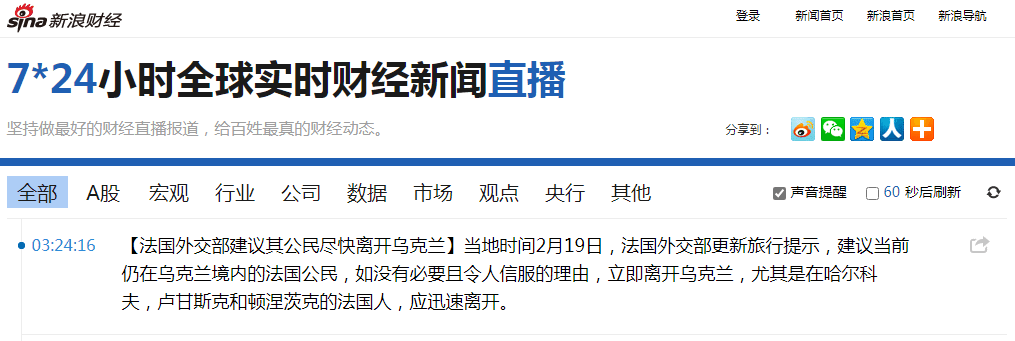 sina新浪财经
登录 新闻首页 新浪首页 新浪导航
7*24小时全球实时财经新闻直播
坚持做最好的财经直播报道，给百姓最真的财经动态。
分享到：
全部 A股 宏观 行业 公司 数据 市场 观点 央行 其他
声音提醒 60 秒后刷新
03:24:16
【法国外交部建议其公民尽快离开乌克兰】当地时间2月19日，法国外交部更新旅行提示，建议当前
仍在乌克兰境内的法国公民，如没有必要且令人信服的理由，立即离开乌克兰，尤其是在哈尔科
夫，卢甘斯克和顿涅茨克的法国人，应迅速离开。